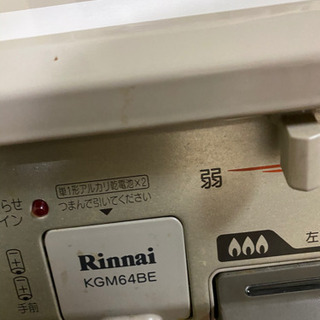 単1形アルカリ乾電池×2
つまんで引いてください
らせ
イン
手前
Rinnai
KGM64BE
弱
左